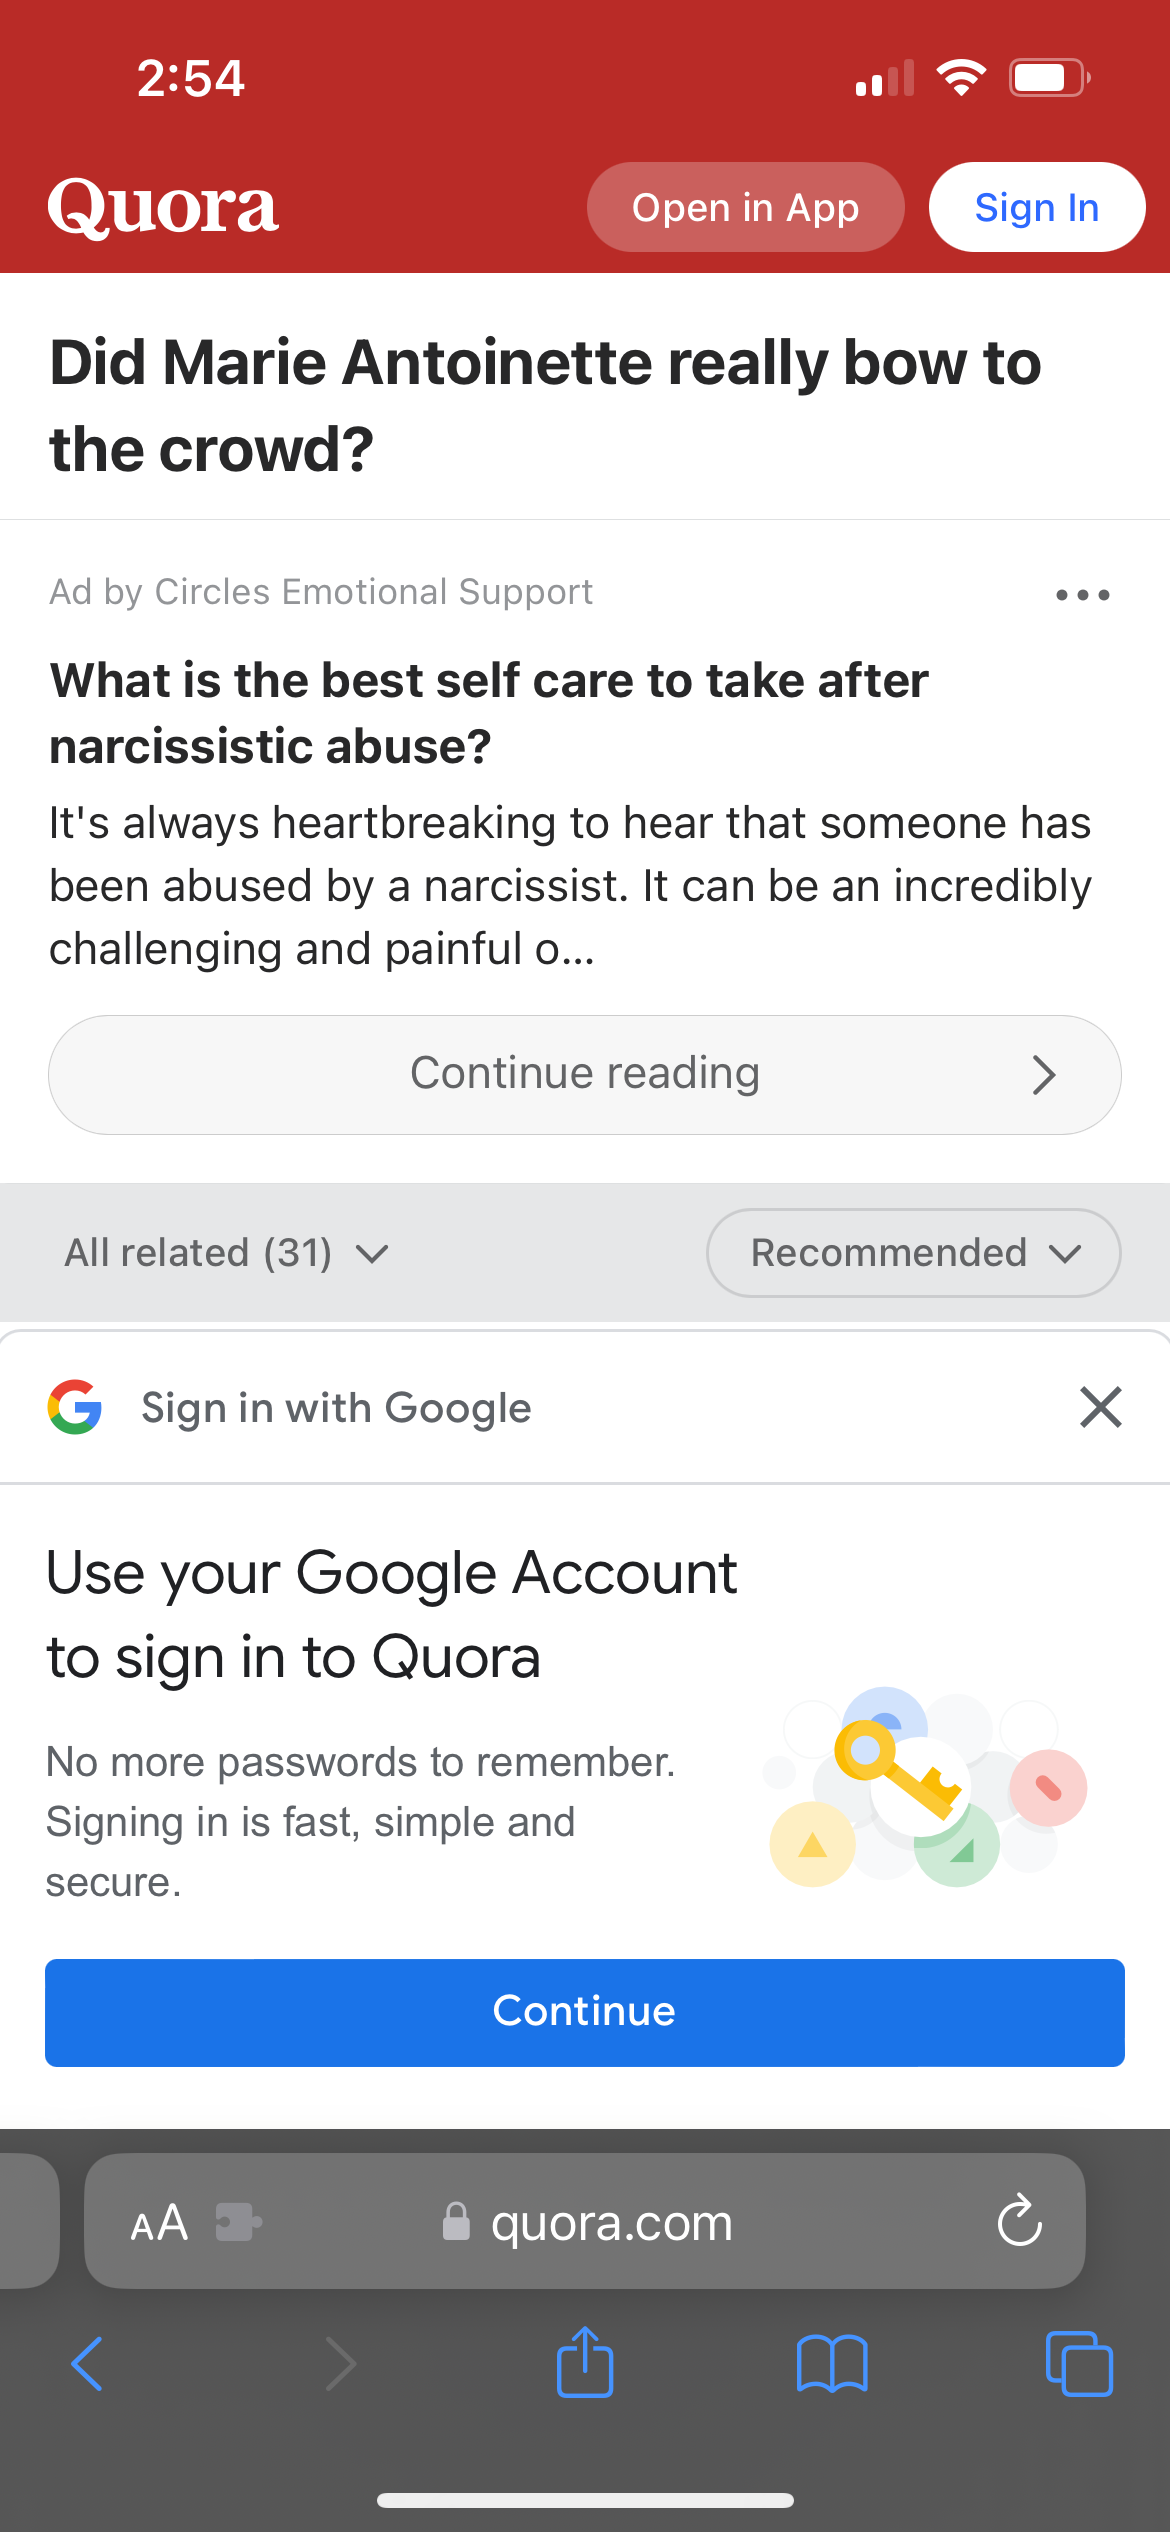 2:54
Quora
Open in App
Sign In
Did Marie Antoinette really bow to
the crowd?
Ad by Circles Emotional Support
What is the best self care to take after
narcissistic abuse?
It's always heartbreaking to hear that someone has
been abused by a narcissist. It can be an incredibly
challenging and painful o...
Continue reading
All related (31)
Recommended
Sign in with Google
Use your Google Account
to sign in to Quora
No more passwords to remember.
Signing in is fast, simple and
secure.
Continue
AA
quora.com